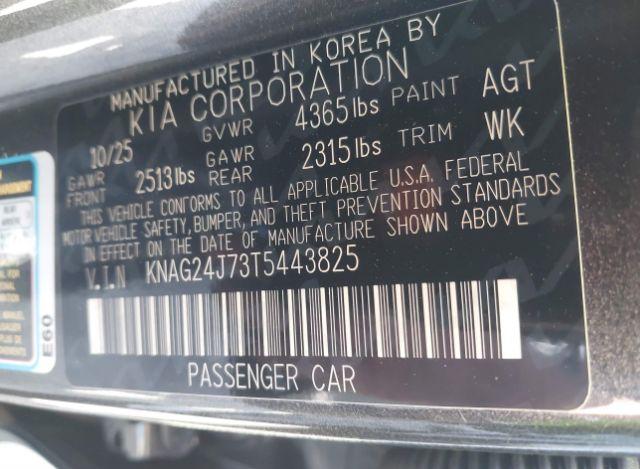 MANUFACTURED IN KOREA BY
KIA CORPORATION
10/25 GVWR 4365 lbs PAINT AGT
GAWR FRONT 2513 lbs GAWR REAR 2315 lbs TRIM WK
THIS VEHICLE CONFORMS TO ALL APPLICABLE U.S.A. FEDERAL
MOTOR VEHICLE SAFETY, BUMPER, AND THEFT PREVENTION STANDARDS
IN EFFECT ON THE DATE OF MANUFACTURE SHOWN ABOVE
V.I.N KNAG24J73T5443825
PASSENGER CAR
E60